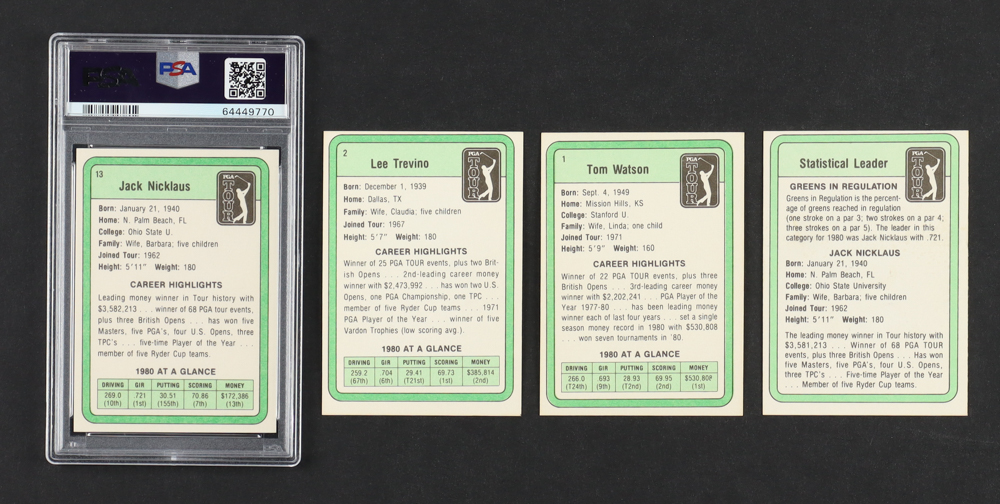 PSA
64449770
13
Jack Nicklaus
PGA
TOUR
Born: January 21, 1940
Home: N. Palm Beach, FL
College: Ohio State U.
Family: Wife, Barbara; five children
Joined Tour: 1962
Height: 5'11" Weight: 180
CAREER HIGHLIGHTS
Leading money winner in Tour history with
$3,582,213 . . . winner of 68 PGA tour events,
plus three British Opens . . . has won five
Masters, five PGA's, four U.S. Opens, three
TPC's . . . five-time Player of the Year . . .
member of five Ryder Cup teams.
1980 AT A GLANCE
DRIVING GIR PUTTING SCORING MONEY
269.0 .721 30.51 70.86 $172,386
(10th) (1st) (155th) (7th) (13th)
2
Lee Trevino
PGA
TOUR
Born: December 1, 1939
Home: Dallas, TX
Family: Wife, Claudia; five children
Joined Tour: 1967
Height: 5'7" Weight: 180
CAREER HIGHLIGHTS
Winner of 25 PGA TOUR events, plus two Brit-
ish Opens . . . 2nd-leading career money
winner with $2,473,992 . . . has won two U.S.
Opens, one PGA Championship, one TPC . . .
member of five Ryder Cup teams . . . 1971
PGA Player of the Year . . . winner of five
Vardon Trophies (low scoring avg.)
1980 AT A GLANCE
DRIVING GIR PUTTING SCORING MONEY
259.2 .704 29.41 69.73 $385,814
(67th) (6th) (T21st) (1st) (2nd)
1
Tom Watson
PGA
TOUR
Born: Sept. 4, 1949
Home: Mission Hills, KS
College: Stanford U.
Family: Wife, Linda; one child
Joined Tour: 1971
Height: 5'9" Weight: 160
CAREER HIGHLIGHTS
Winner of 22 PGA TOUR events, plus three
British Opens . . . 3rd-leading career money
winner with $2,202,241 . . . PGA Player of the
Year 1977-80 . . . has been leading money
winner each of last four years . . . set a single
season money record in 1980 with $530,808
. . . won seven tournaments in '80.
1980 AT A GLANCE
DRIVING GIR PUTTING SCORING MONEY
266.0 .693 28.93 69.95 $530,808
(T24th) (9th) (T2nd) (2nd) (1st)
Statistical Leader
PGA
TOUR
GREENS IN REGULATION
Greens in Regulation is the percent-
age of greens reached in regulation
(one stroke on a par 3; two strokes on a par 4;
three strokes on a par 5). The leader in this
category for 1980 was Jack Nicklaus with .721.
JACK NICKLAUS
Born: January 21, 1940
Home: N. Palm Beach, FL
College: Ohio State University
Family: Wife, Barbara; five children
Joined Tour: 1962
Height: 5'11" Weight: 180
The leading money winner in Tour history with
$3,581,213 . . . Winner of 68 PGA TOUR
events, plus three British Opens . . . Has won
five Masters, five PGA's, four U.S. Opens,
three TPC's . . . Five-time Player of the Year
. . . Member of five Ryder Cup teams.